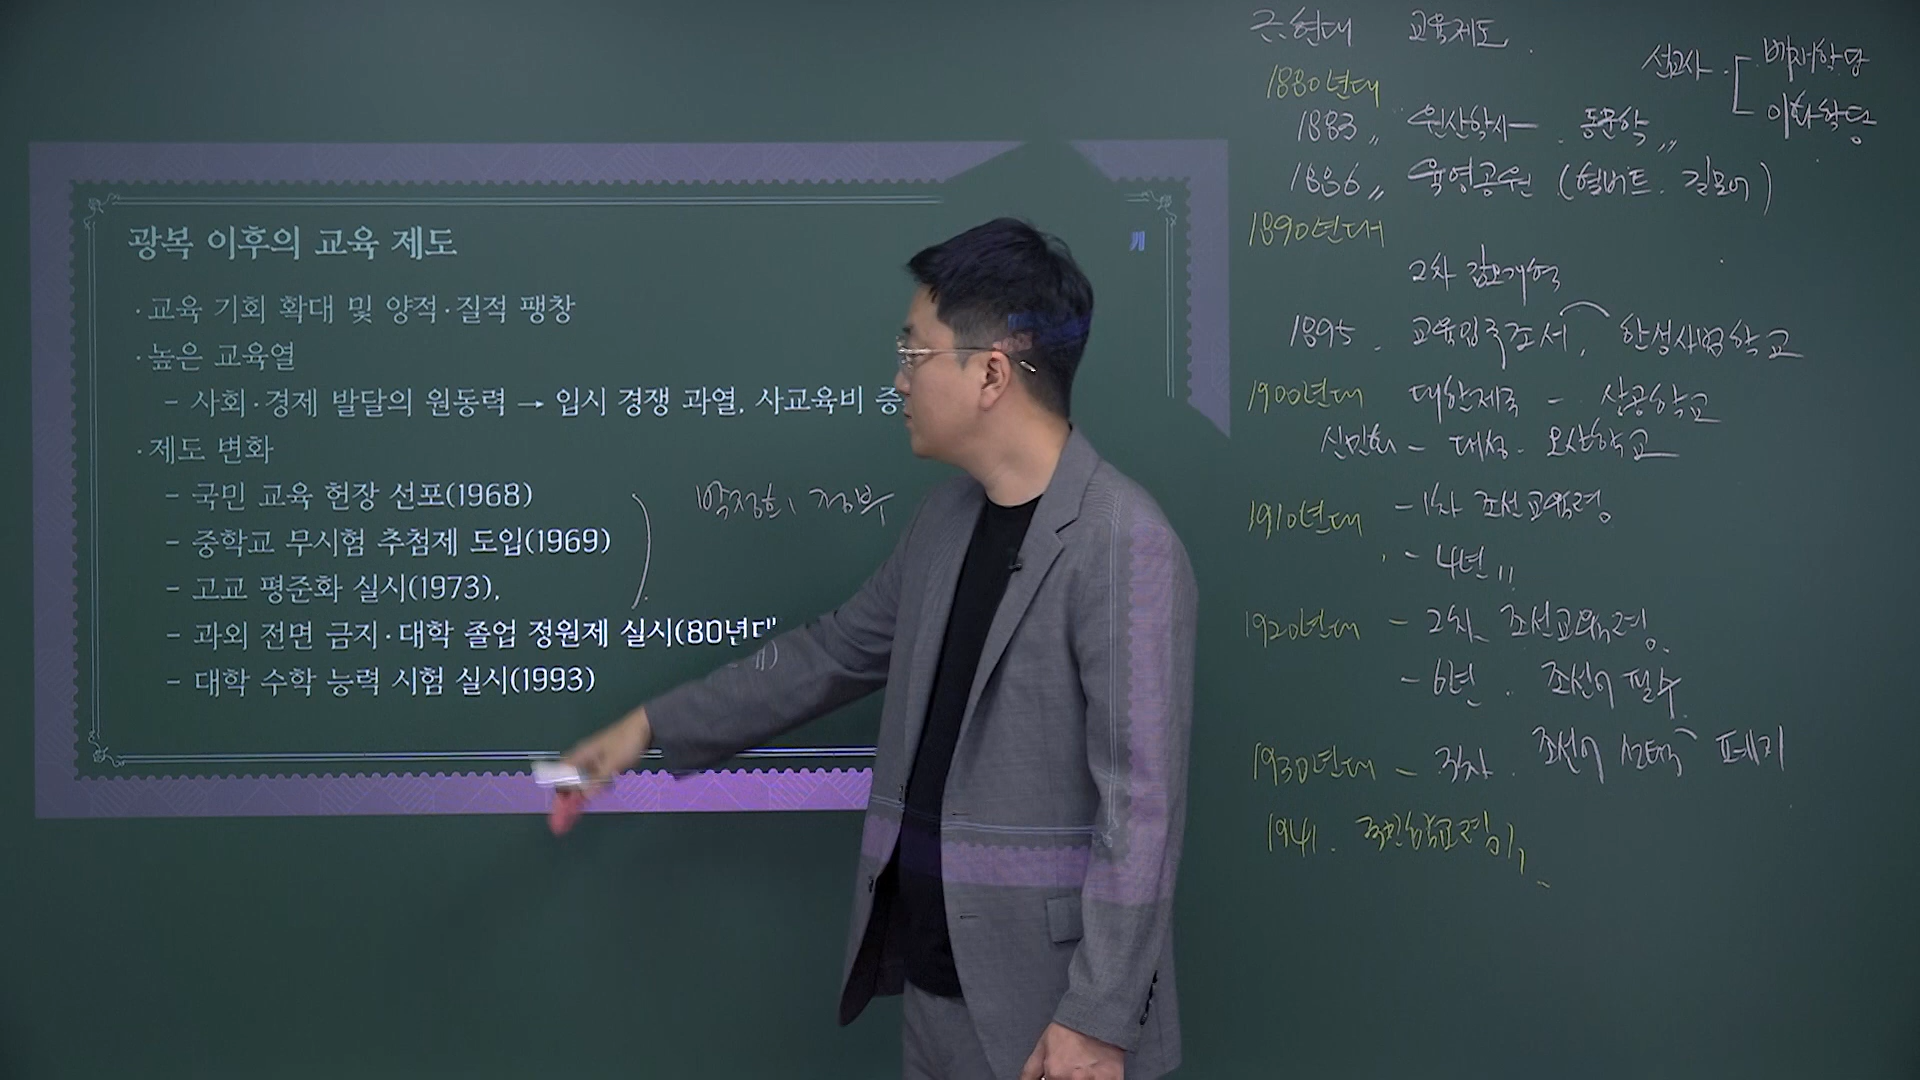 광복 이후의 교육 제도
· 교육 기회 확대 및 양적·질적 팽창
· 높은 교육열
– 사회·경제 발달의 원동력 → 입시 경쟁 과열, 사교육비 증
· 제도 변화
– 국민 교육 헌장 선포(1968)
– 중학교 무시험 추첨제 도입(1969)
– 고교 평준화 실시(1973),
– 과외 전면 금지·대학 졸업 정원제 실시(80년대
– 대학 수학 능력 시험 실시(1993)
박정희 정부
근·현대 교육제도.
선교사 배재학당
이화학당
1880년대
1883〃 원산학사 . 동문학〃
1886〃 육영공원 (헐버트. 길모어)
1890년대
2차 갑오개혁
1895. 교육입국조서, 한성사범학교
1900년대 대한제국 – 상공학교
신민회 – 대성. 오산학교
1910년대 – 1차 조선교육령
– 4년〃
1920년대 – 2차 조선교육령.
– 6년. 조선어 필수.
1930년대 – 3차. 조선어 선택 폐지
1941. 국민학교령